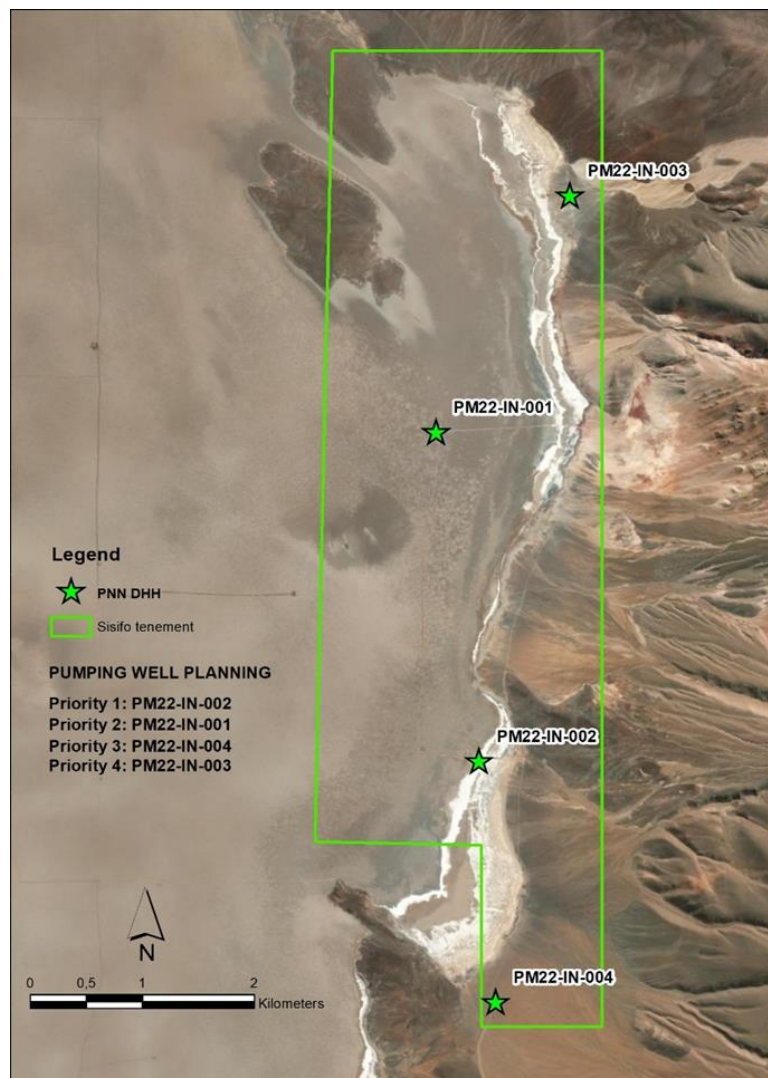 PM22-IN-003
PM22-IN-001
Legend
PNN DHH
Sisifo tenement
PUMPING WELL PLANNING
Priority 1: PM22-IN-002
Priority 2: PM22-IN-001
Priority 3: PM22-IN-004
Priority 4: PM22-IN-003
PM22-IN-002
N
PM22-IN-004
0 0,5 1 2
Kilometers